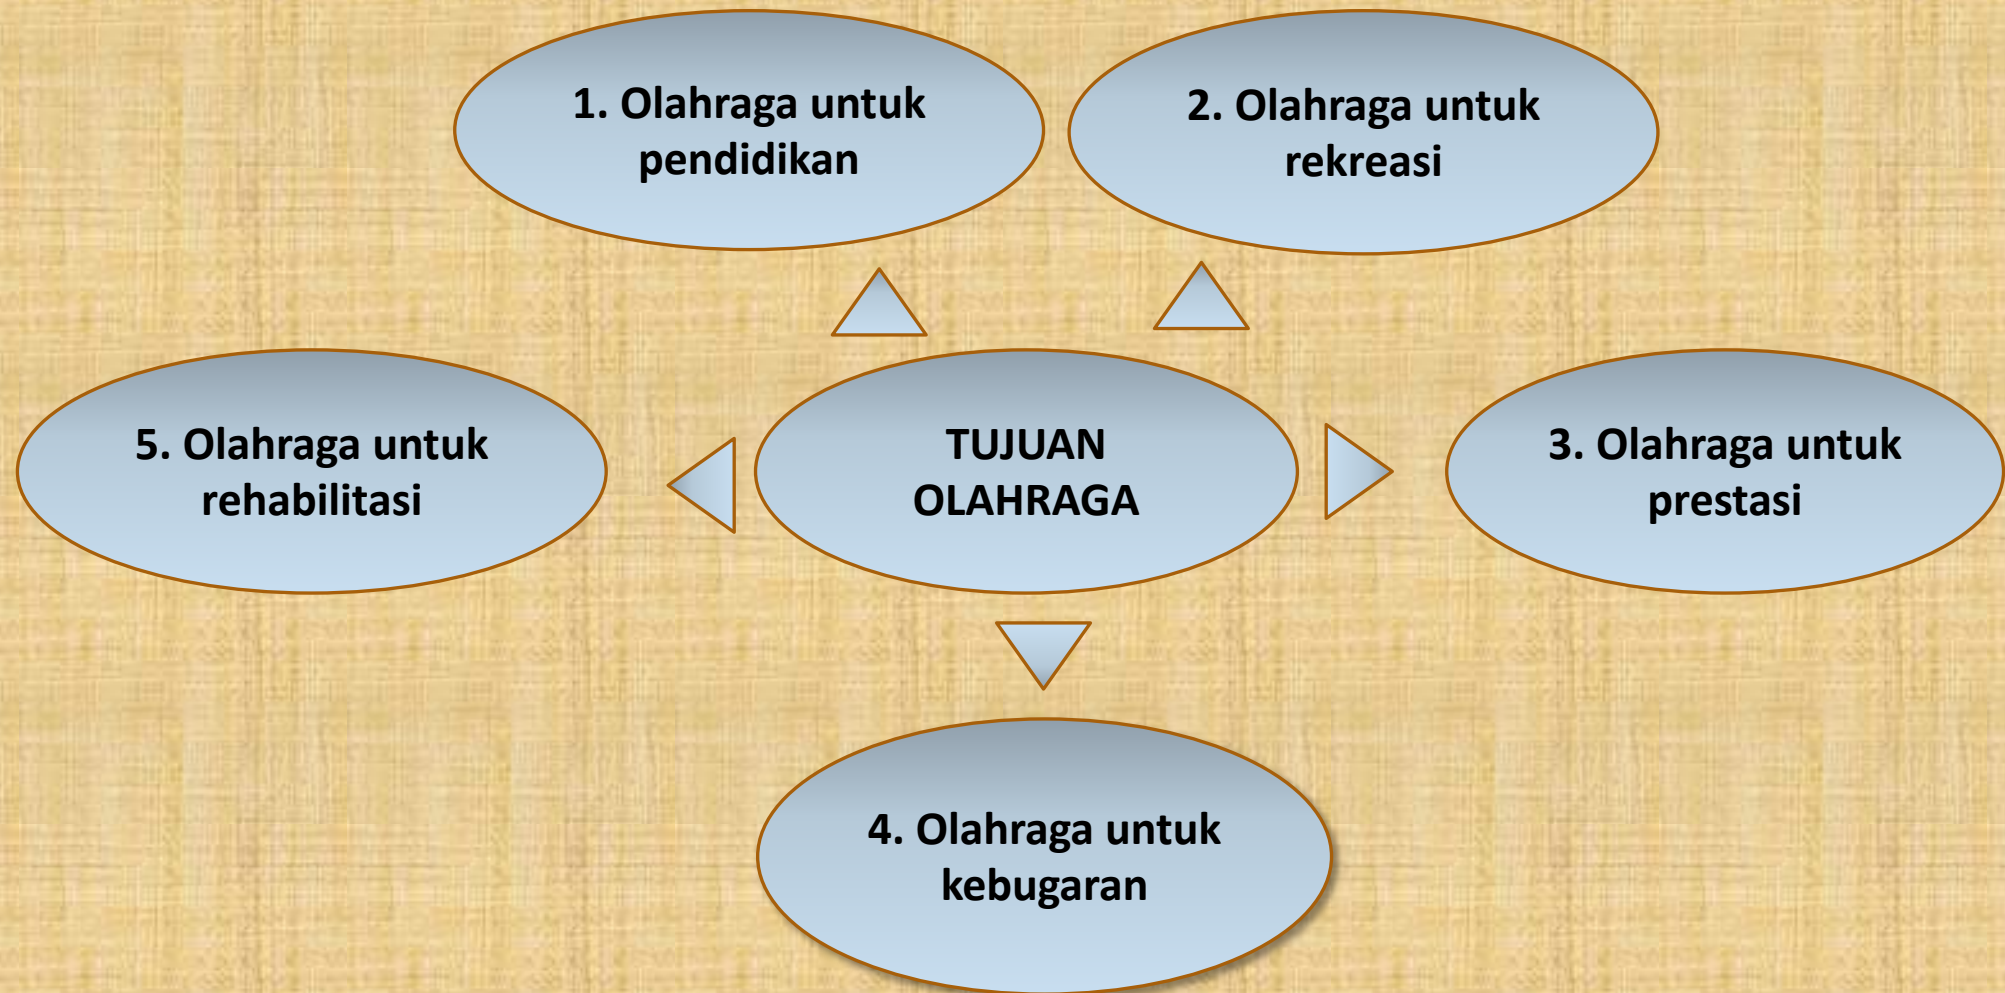 1. Olahraga untuk
pendidikan
2. Olahraga untuk
rekreasi
5. Olahraga untuk
rehabilitasi
TUJUAN
OLAHRAGA
3. Olahraga untuk
prestasi
4. Olahraga untuk
kebugaran